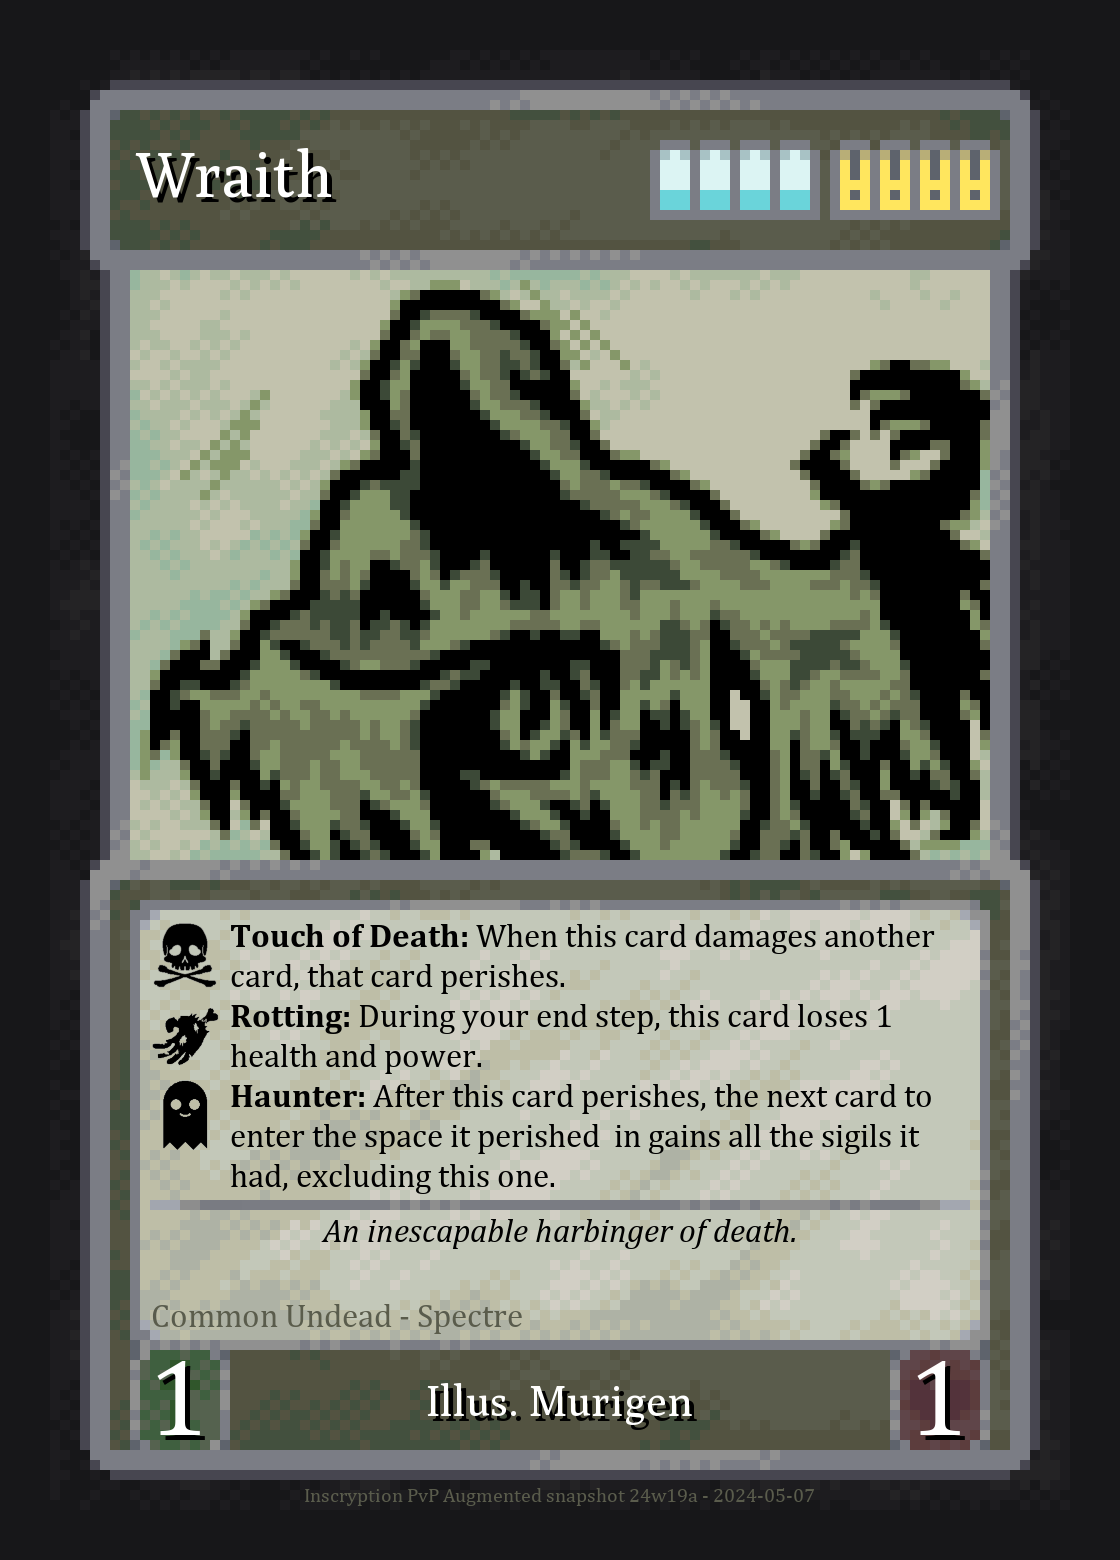 Wraith
Touch of Death: When this card damages another
card, that card perishes.
Rotting: During your end step, this card loses 1
health and power.
Haunter: After this card perishes, the next card to
enter the space it perished  in gains all the sigils it
had, excluding this one.
An inescapable harbinger of death.
Common Undead - Spectre
1
Illus. Murigen
1
Inscryption PvP Augmented snapshot 24w19a - 2024-05-07